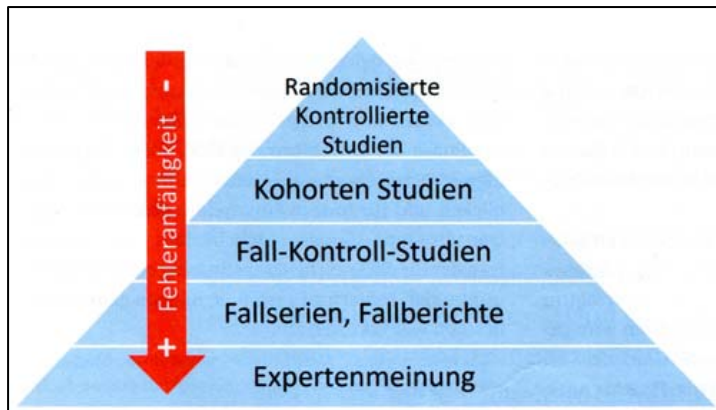 - Fehleranfälligkeit +
Randomisierte
Kontrollierte
Studien
Kohorten Studien
Fall-Kontroll-Studien
Fallserien, Fallberichte
Expertenmeinung